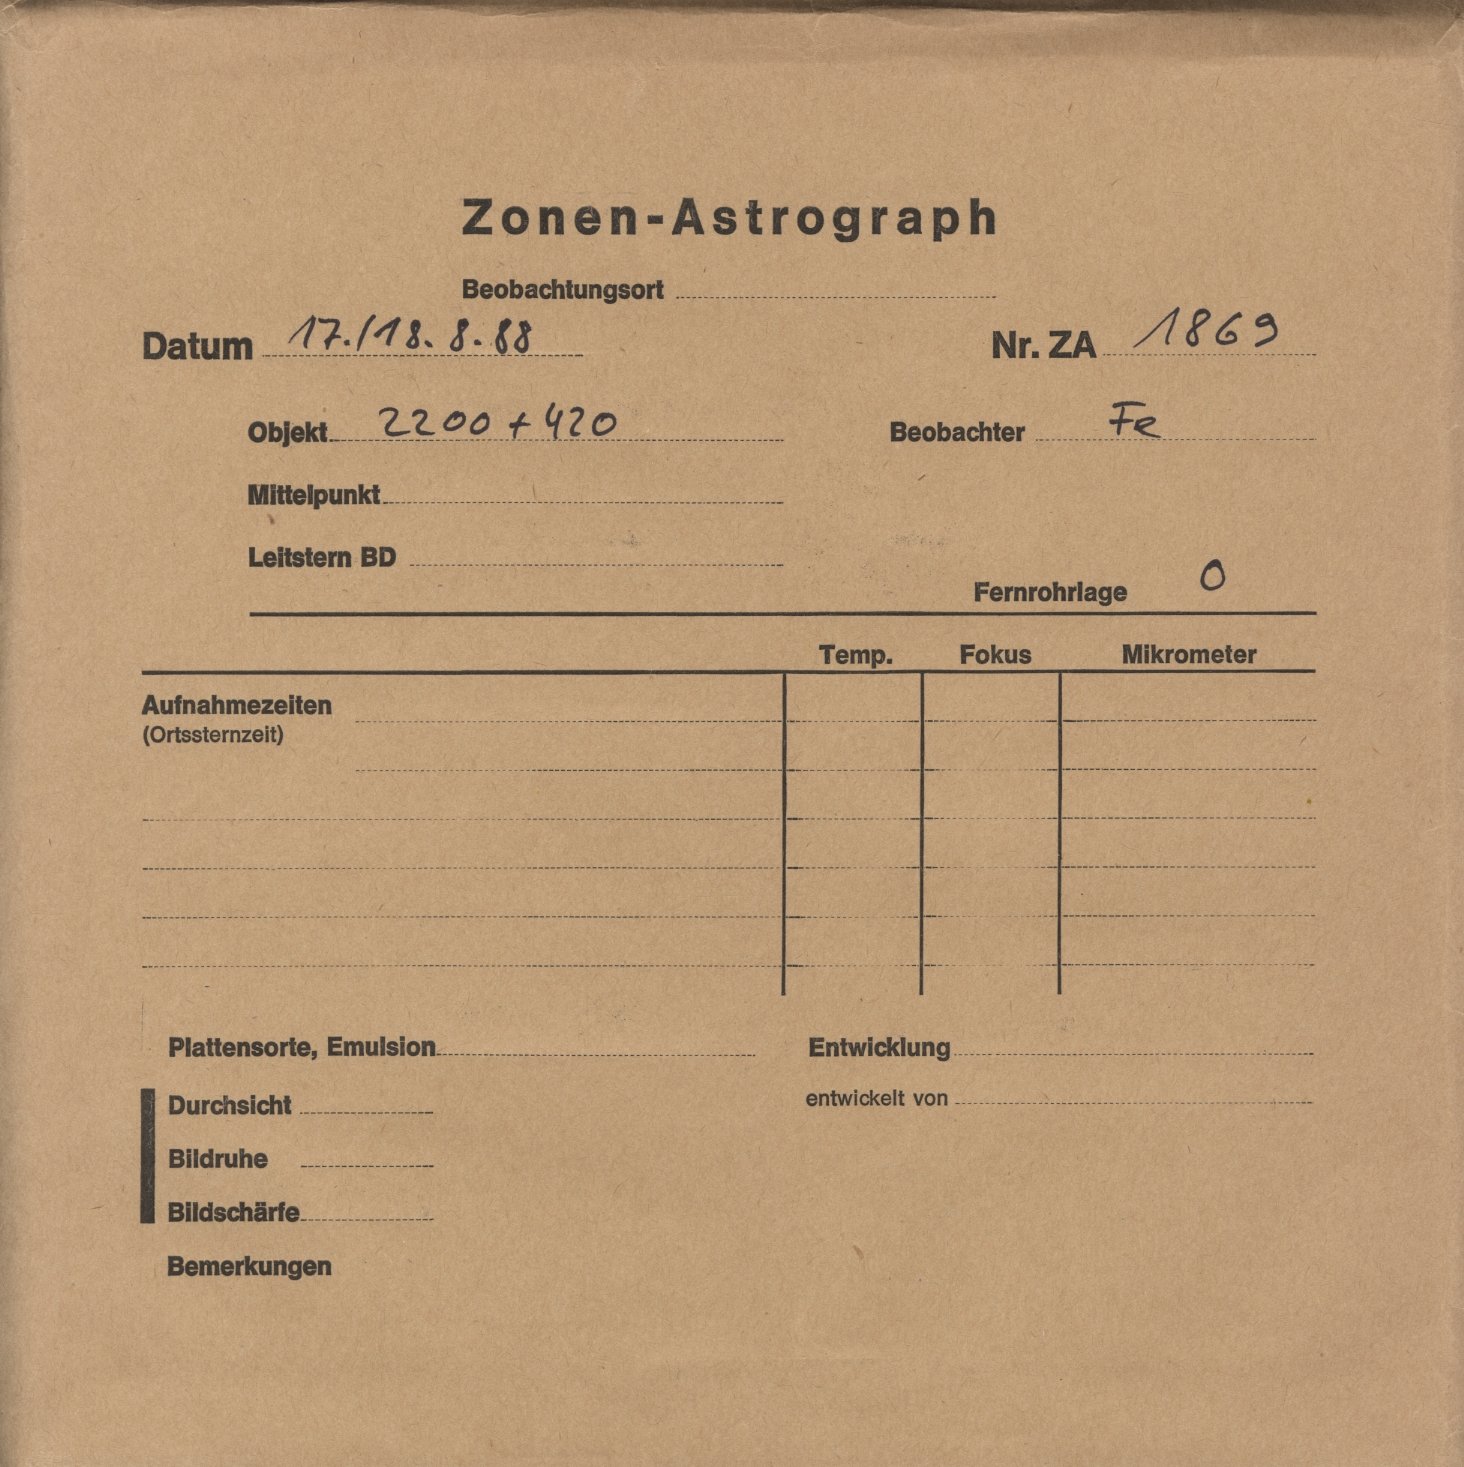 Zonen-Astrograph
Beobachtungsort
Datum 17./18. 8. 88 Nr. ZA 1869
Objekt 2200 + 420 Beobachter Fe
Mittelpunkt
Leitstern BD
Fernrohrlage O
Temp. Fokus Mikrometer
Aufnahmezeiten
(Ortssternzeit)
Plattensorte, Emulsion Entwicklung
Durchsicht entwickelt von
Bildruhe
Bildschärfe
Bemerkungen